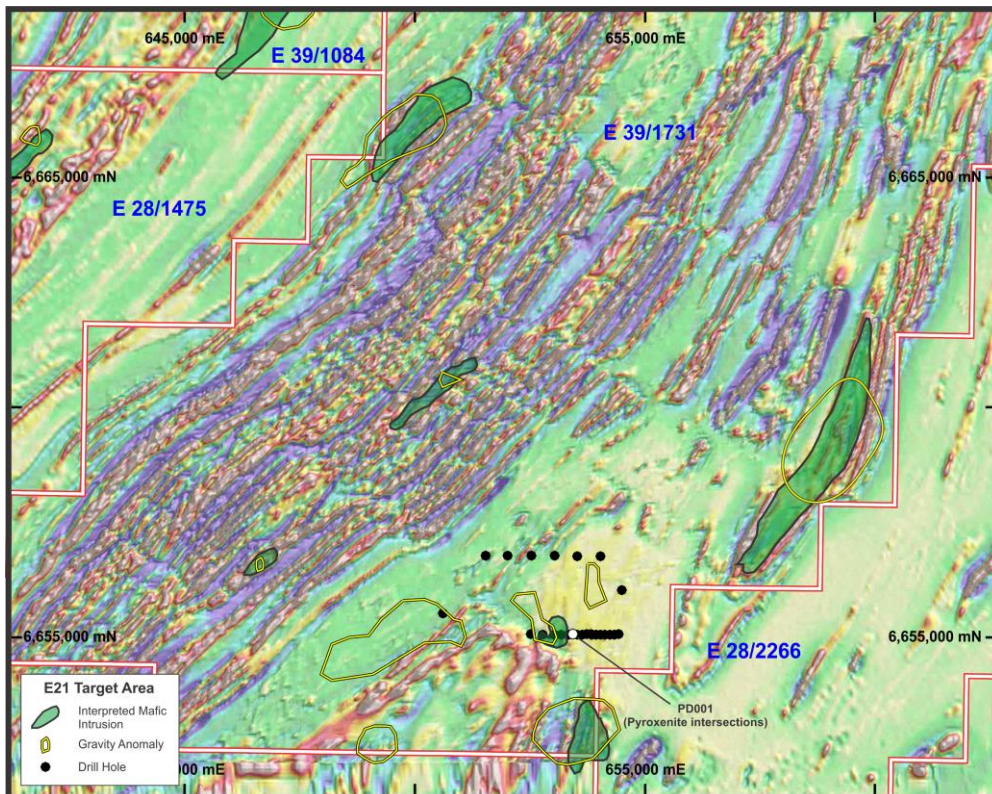 645,000 mE
655,000 mE
E 39/1084
E 39/1731
6,665,000 mN
6,665,000 mN
E 28/1475
6,655,000 mN
6,655,000 mN
E 28/2266
E21 Target Area
Interpreted Mafic
Intrusion
Gravity Anomaly
Drill Hole
PD001
(Pyroxenite intersections)
,000 mE
655,000 mE